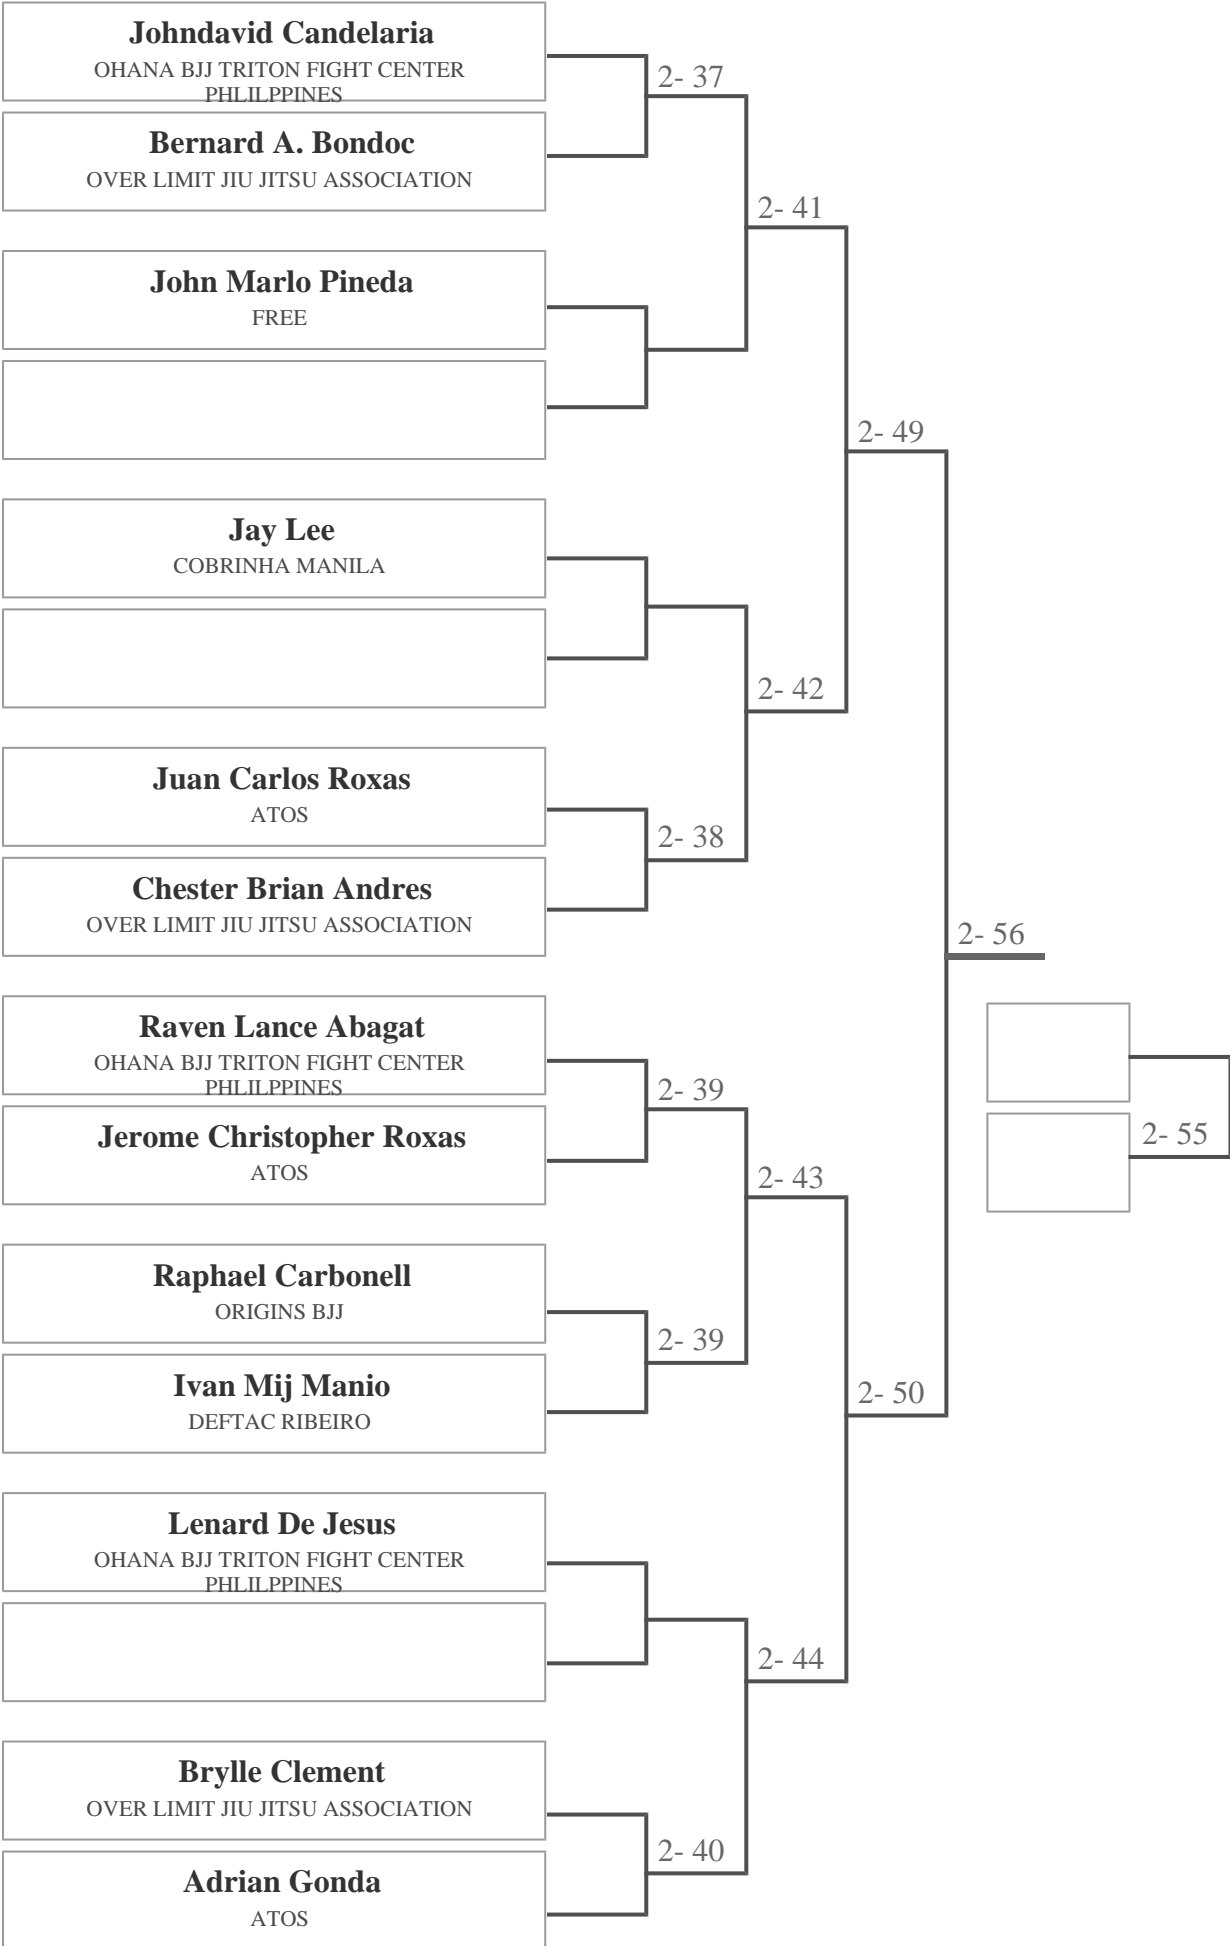 Johndavid Candelaria
OHANA BJJ TRITON FIGHT CENTER
PHLILPPINES
2- 37
Bernard A. Bondoc
OVER LIMIT JIU JITSU ASSOCIATION
2- 41
John Marlo Pineda
FREE
2- 49
Jay Lee
COBRINHA MANILA
2- 42
Juan Carlos Roxas
ATOS
2- 38
Chester Brian Andres
OVER LIMIT JIU JITSU ASSOCIATION
2- 56
Raven Lance Abagat
OHANA BJJ TRITON FIGHT CENTER
PHLILPPINES
2- 39
Jerome Christopher Roxas
ATOS
2- 55
2- 43
Raphael Carbonell
ORIGINS BJJ
2- 39
Ivan Mij Manio
DEFTAC RIBEIRO
2- 50
Lenard De Jesus
OHANA BJJ TRITON FIGHT CENTER
PHLILPPINES
2- 44
Brylle Clement
OVER LIMIT JIU JITSU ASSOCIATION
2- 40
Adrian Gonda
ATOS